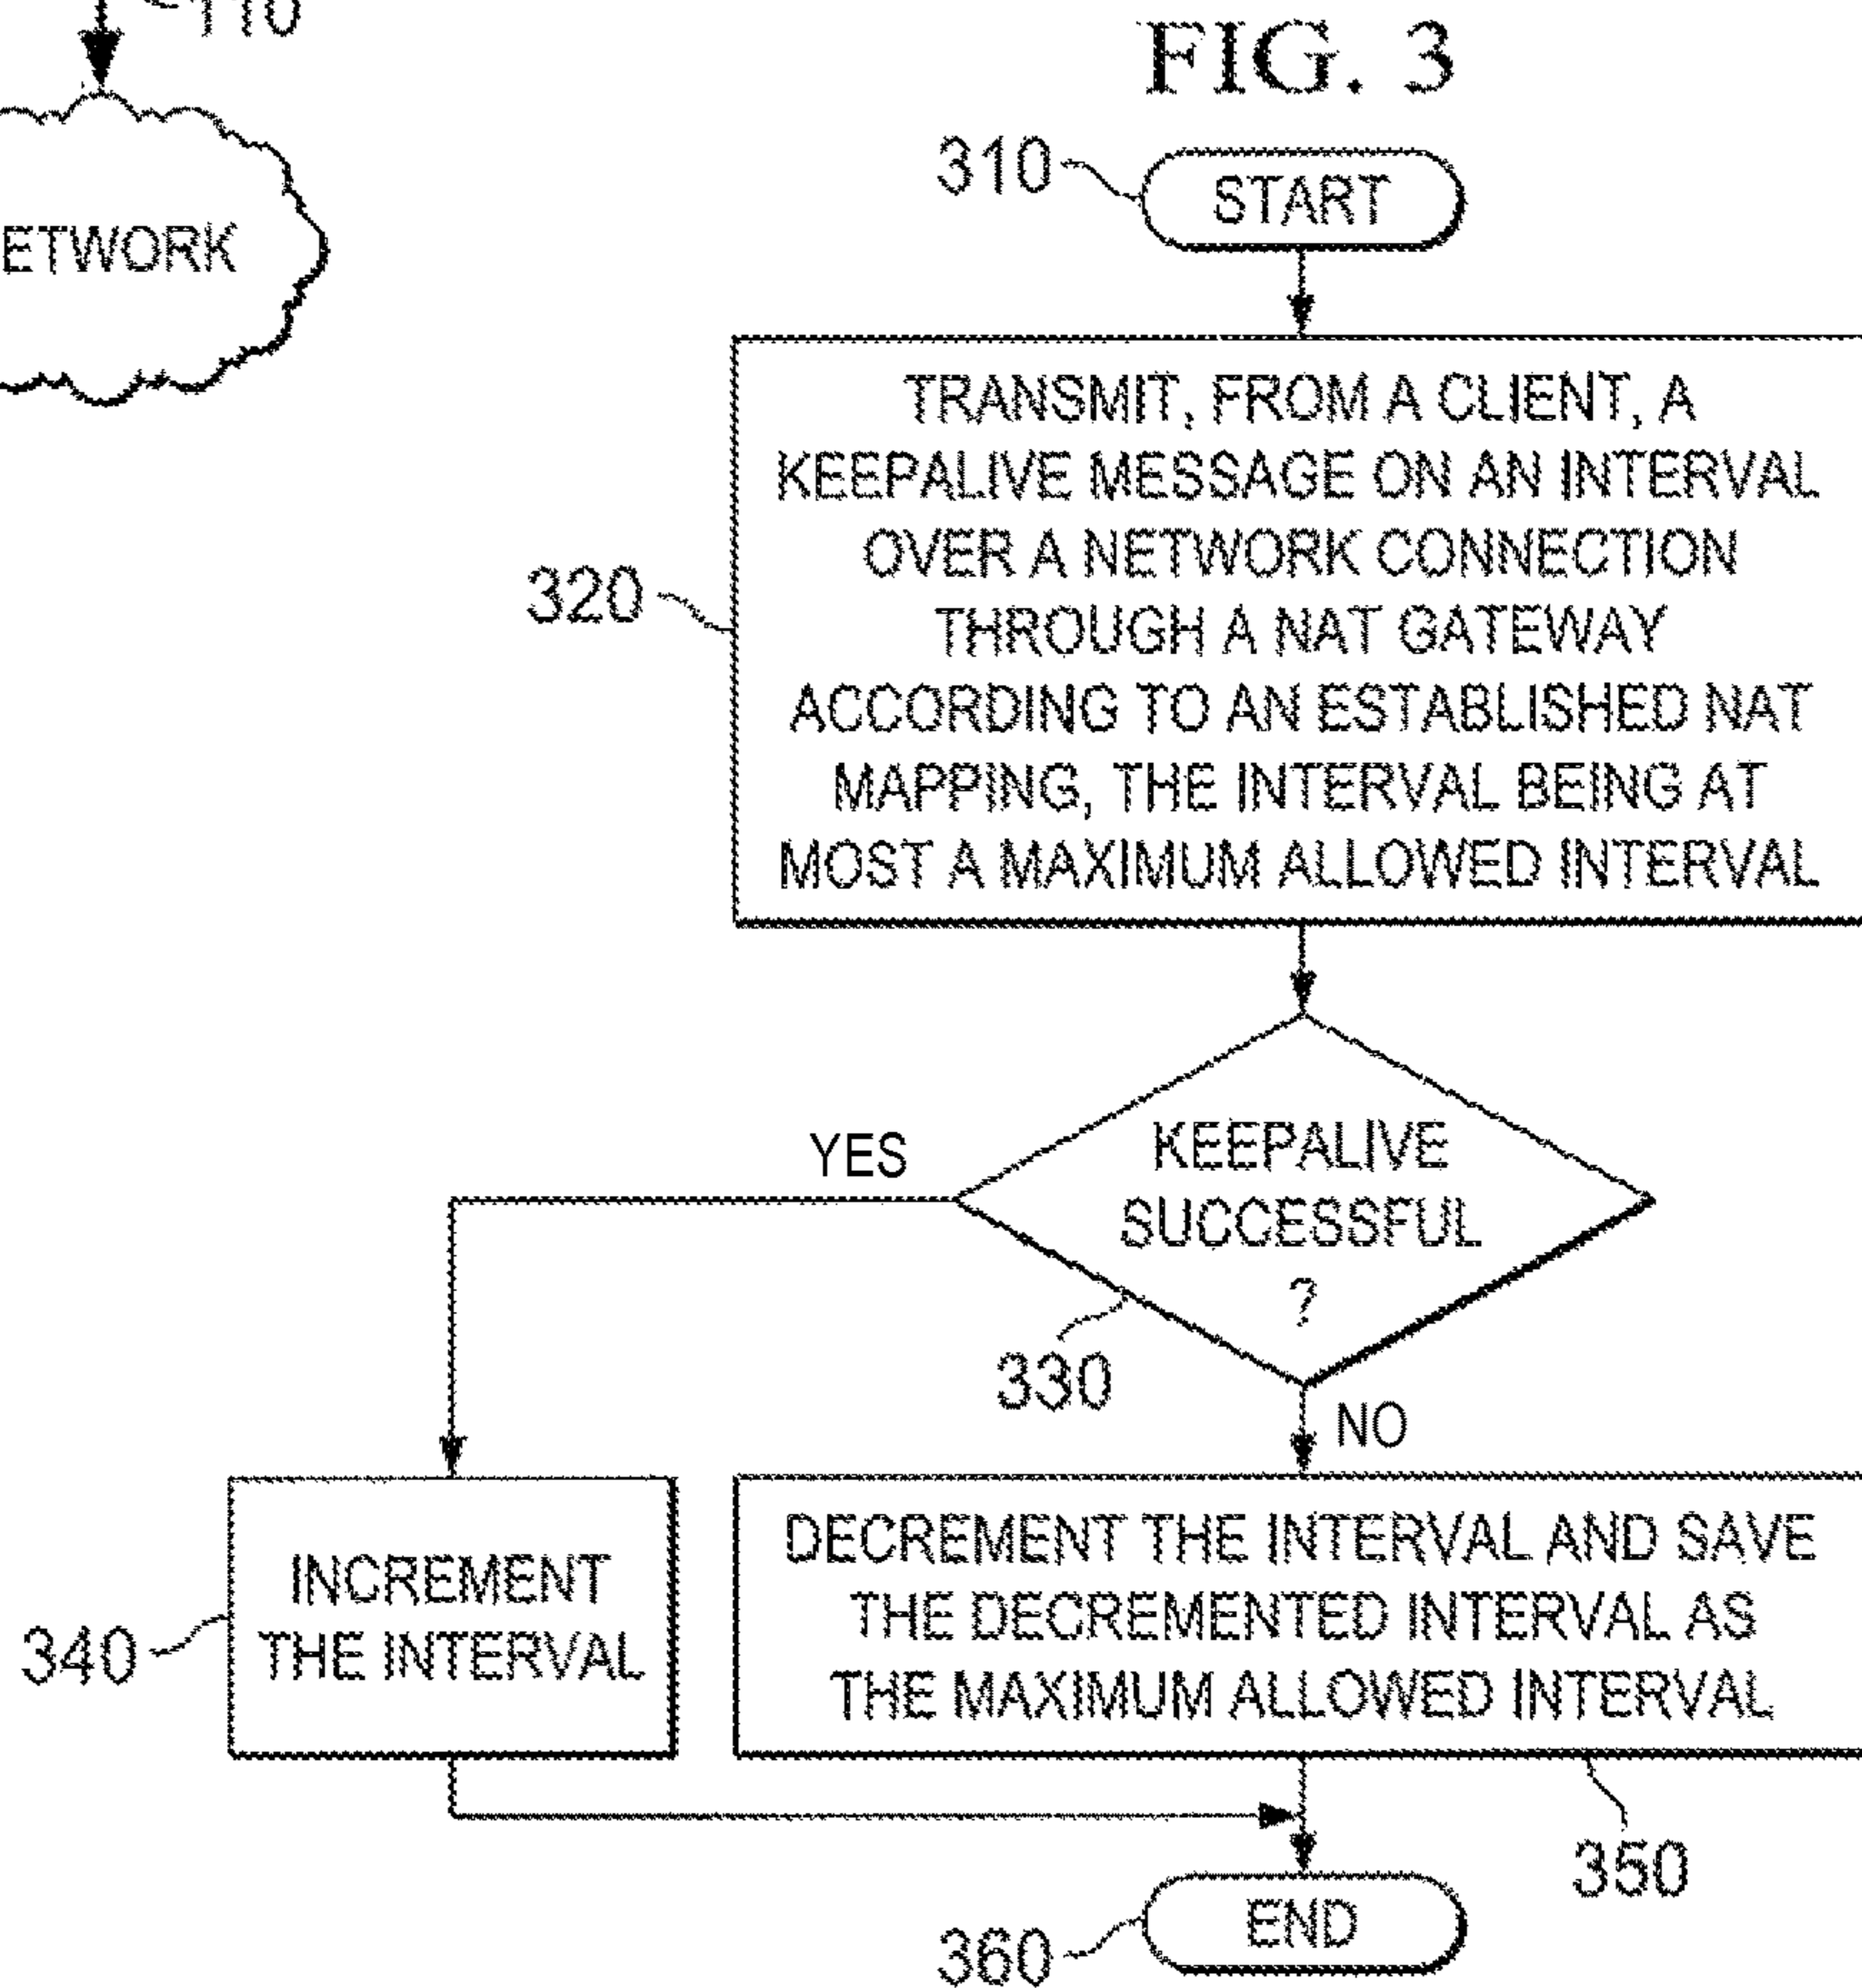 110
ETWORK
FIG. 3
310
START
TRANSMIT, FROM A CLIENT, A
KEEPALIVE MESSAGE ON AN INTERVAL
OVER A NETWORK CONNECTION
THROUGH A NAT GATEWAY
ACCORDING TO AN ESTABLISHED NAT
MAPPING, THE INTERVAL BEING AT
MOST A MAXIMUM ALLOWED INTERVAL
320
KEEPALIVE
SUCCESSFUL
?
YES
330
NO
INCREMENT
THE INTERVAL
340
DECREMENT THE INTERVAL AND SAVE
THE DECREMENTED INTERVAL AS
THE MAXIMUM ALLOWED INTERVAL
350
END
360